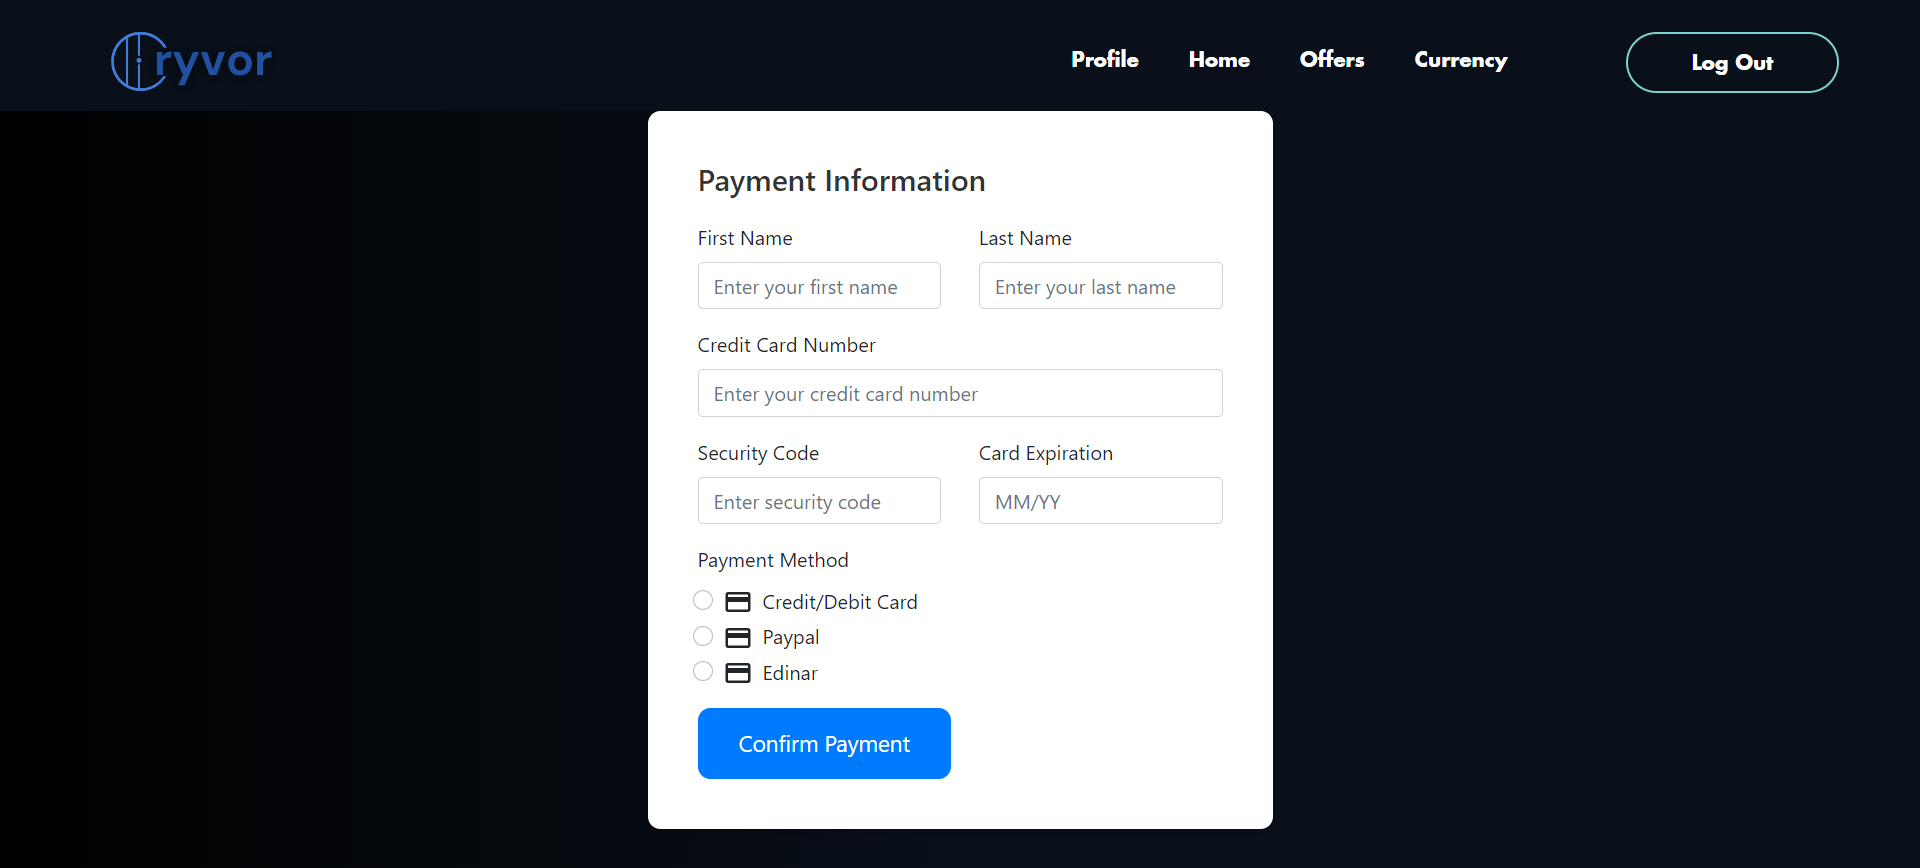 ryvor
Profile Home Offers Currency Log Out
Payment Information
First Name Last Name
Enter your first name Enter your last name
Credit Card Number
Enter your credit card number
Security Code Card Expiration
Enter security code MM/YY
Payment Method
Credit/Debit Card
Paypal
Edinar
Confirm Payment